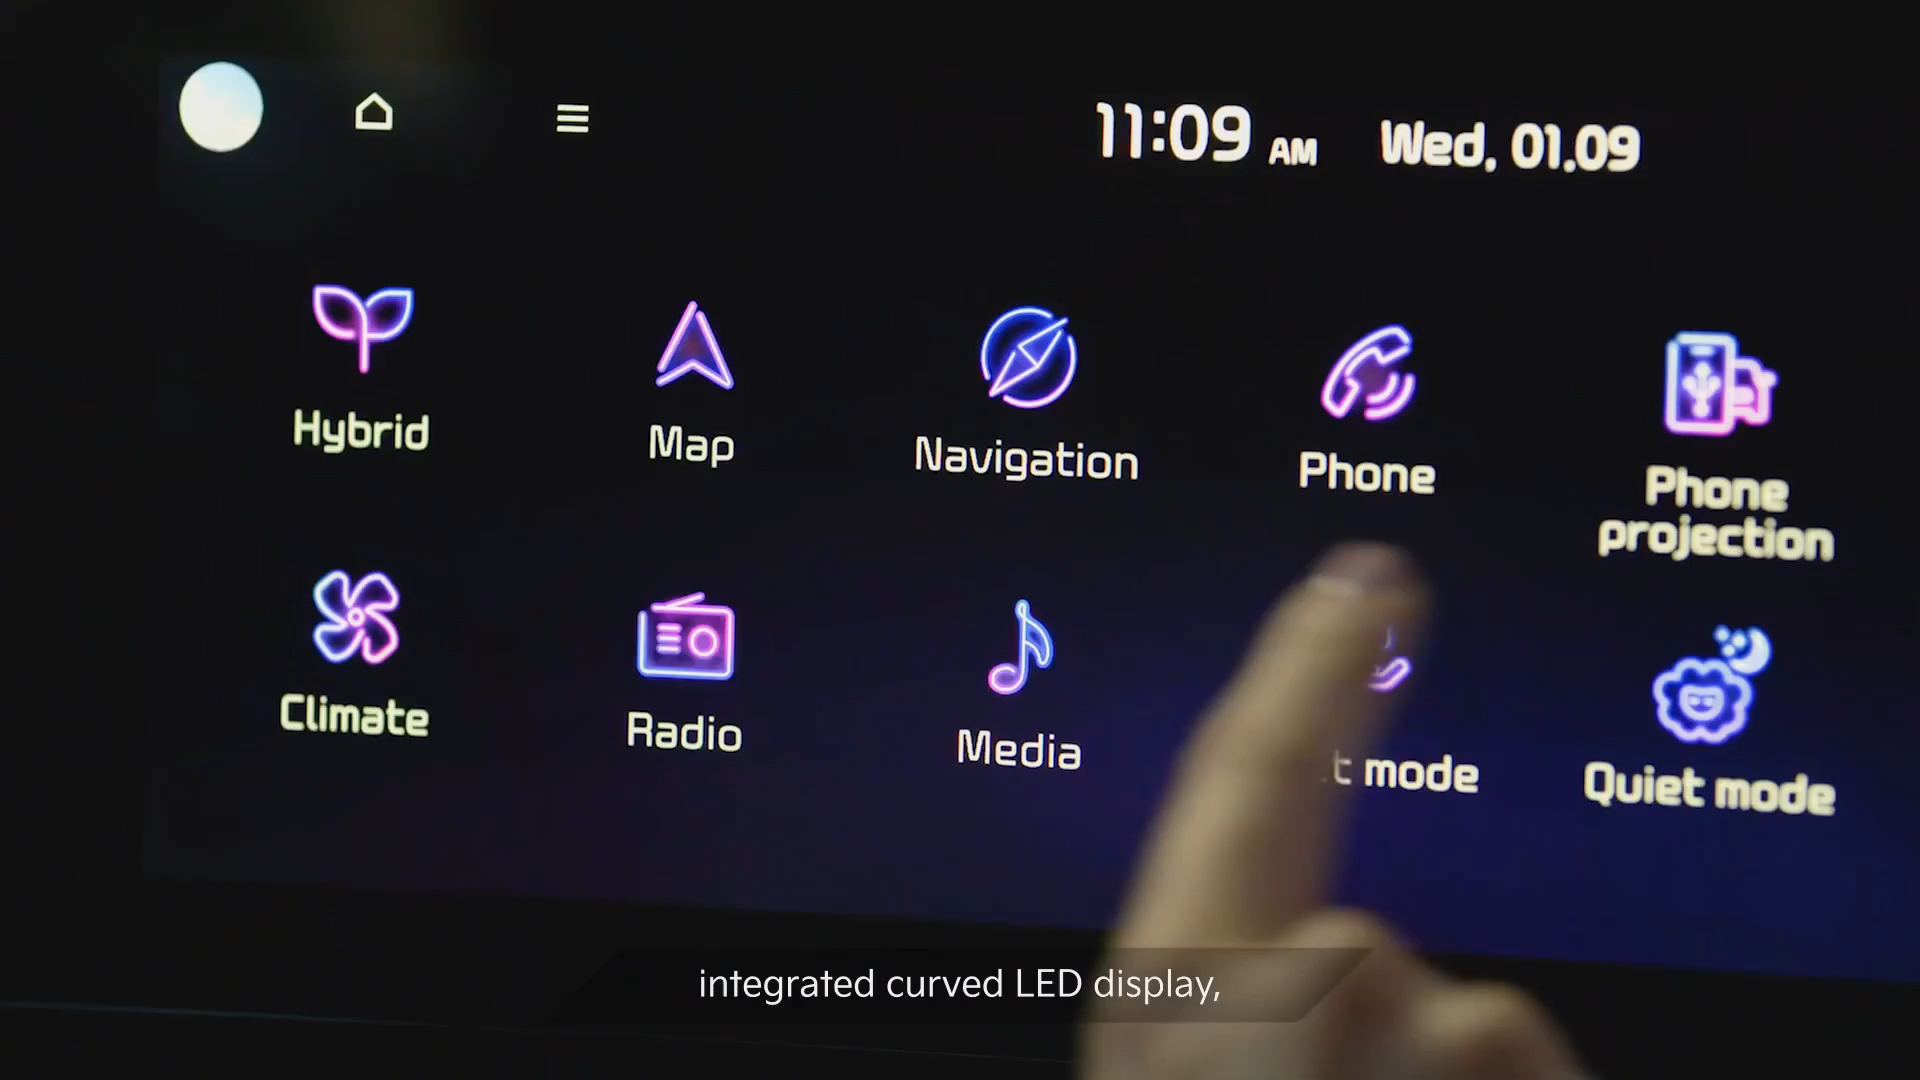 11:09 AM Wed, 01.09
Hybrid
Map
Navigation
Phone
Phone
projection
Climate
Radio
Media
t mode
Quiet mode
integrated curved LED display,